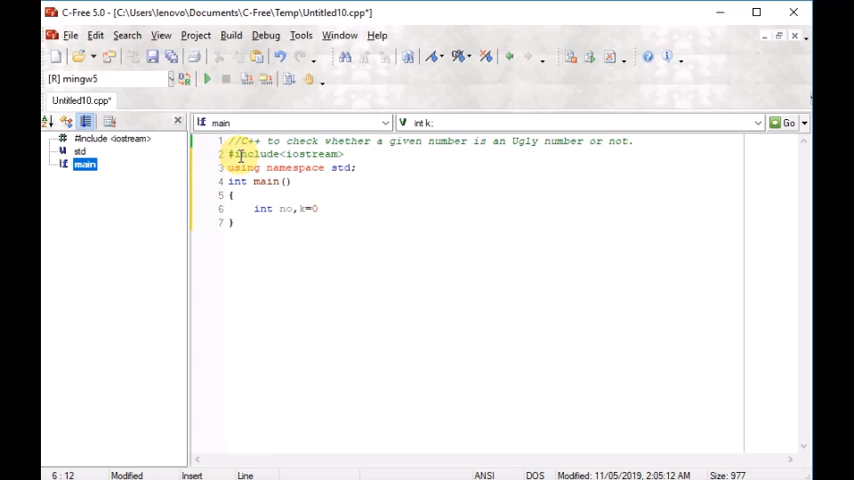 C-Free 5.0 - [C:\Users\lenovo\Documents\C-Free\Temp\Untitled10.cpp*]
File Edit Search View Project Build Debug Tools Window Help
[R] mingw5
Untitled10.cpp*
main
int k;
Go
#include <iostream>
std
main
1 //C++ to check whether a given number is an Ugly number or not.
2 #include<iostream>
3 using namespace std;
4 int main()
5 {
6 int no,k=0
7 }
6 : 12 Modified Insert Line ANSI DOS Modified: 11/05/2019, 2:05:12 AM Size: 977